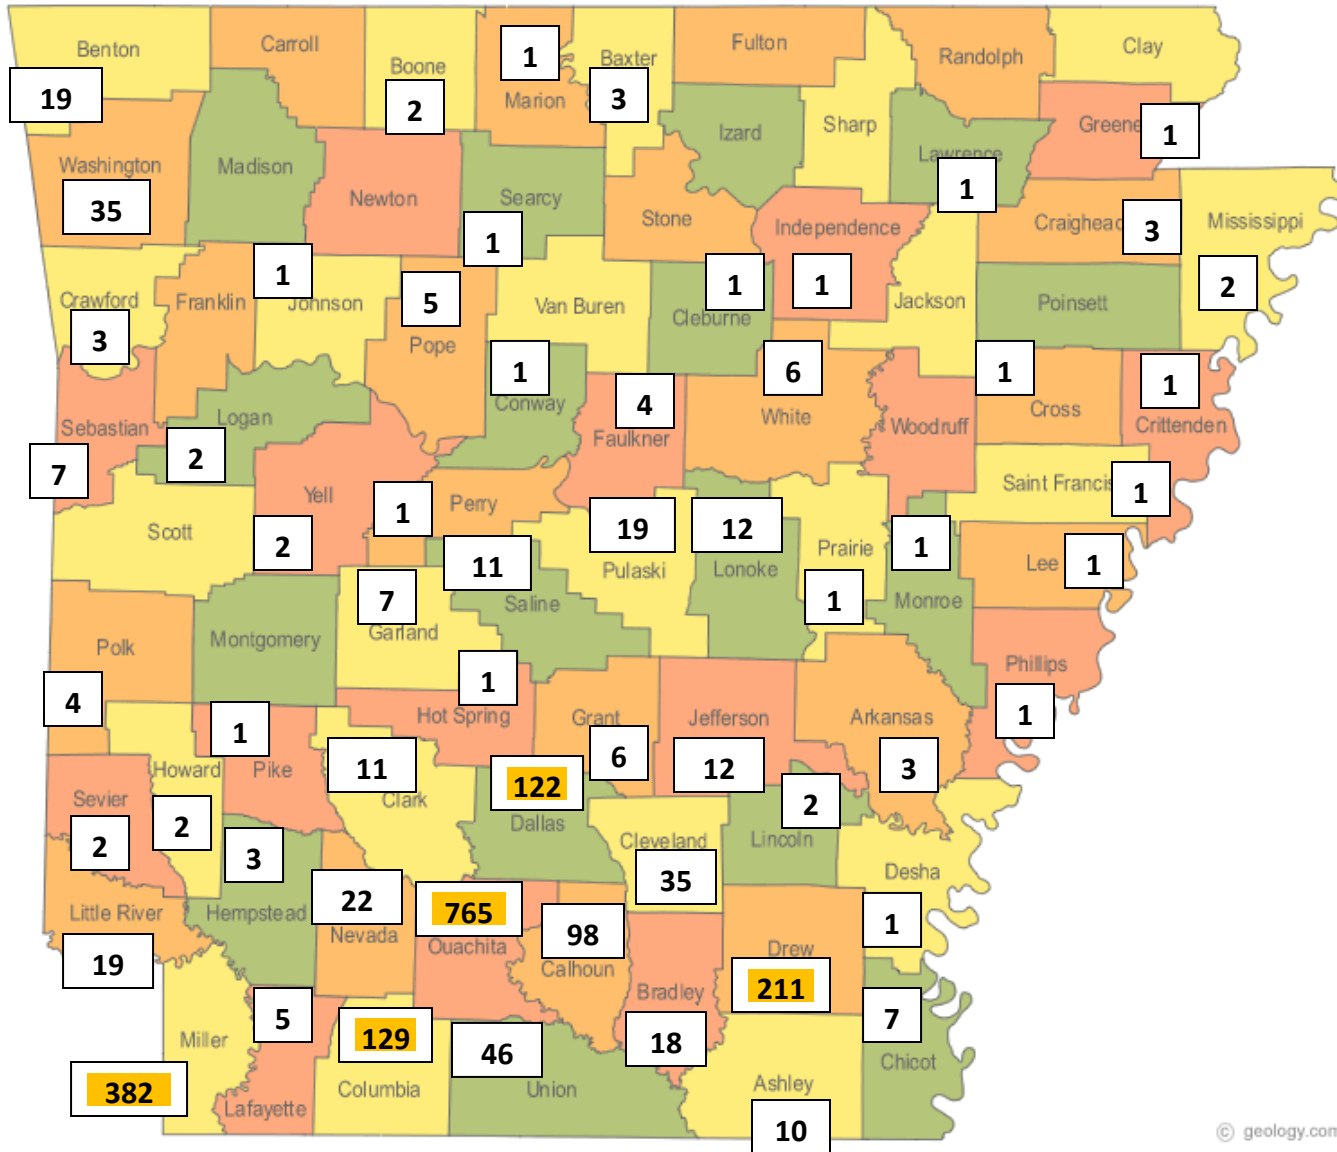 Benton
19
Carroll
Boone
2
1
Marion
Baxter
3
Fulton
Randolph
Clay
Washington
35
Madison
Newton
Searcy
1
Izard
Sharp
Lawrence
1
Greene
1
Stone
Independence
1
Craighead
3
Mississippi
2
Crawford
3
Franklin
1
Johnson
5
Pope
Van Buren
1
Cleburne
Jackson
Poinsett
Sebastian
7
Logan
2
1
Conway
4
Faulkner
6
White
Woodruff
1
Cross
1
Crittenden
Scott
Yell
2
1
Perry
19
Pulaski
12
Lonoke
Prairie
1
1
Monroe
Saint Francis
1
Lee
1
Polk
4
Montgomery
7
Garland
11
Saline
1
Hot Spring
Grant
6
Jefferson
12
Arkansas
3
Phillips
1
Sevier
2
Howard
2
1
Pike
11
Clark
122
Dallas
Cleveland
35
2
Lincoln
Desha
1
Little River
19
3
Hempstead
22
Nevada
765
Ouachita
98
Calhoun
Bradley
18
Drew
211
7
Chicot
Miller
382
5
Lafayette
129
Columbia
46
Union
Ashley
10
© geology.com